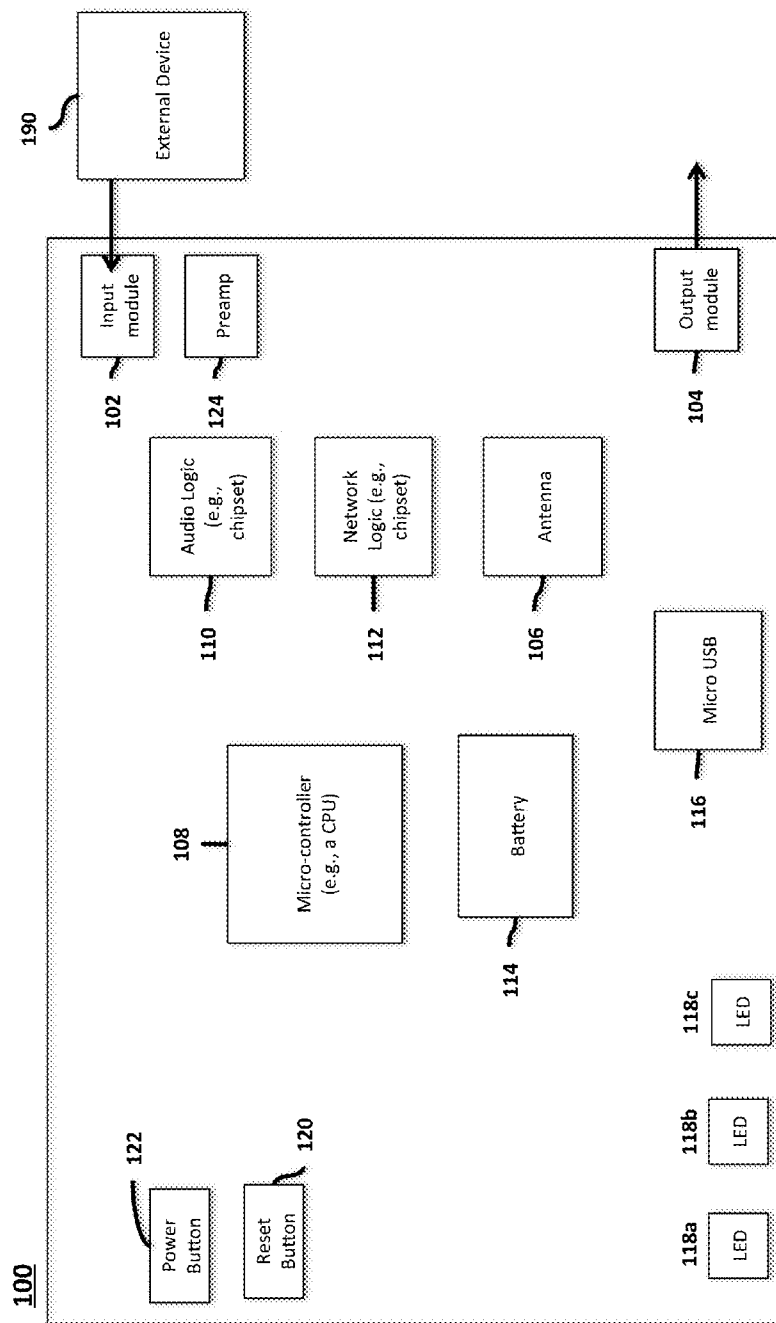 100
190
External Device
122
Power
Button
120
Reset
Button
108
Micro-controller
(e.g., a CPU)
110
Audio Logic
(e.g.,
chipset)
102
Input
module
124
Preamp
112
Network
Logic (e.g.,
chipset)
114
Battery
106
Antenna
118a
LED
118b
LED
118c
LED
116
Micro USB
104
Output
module